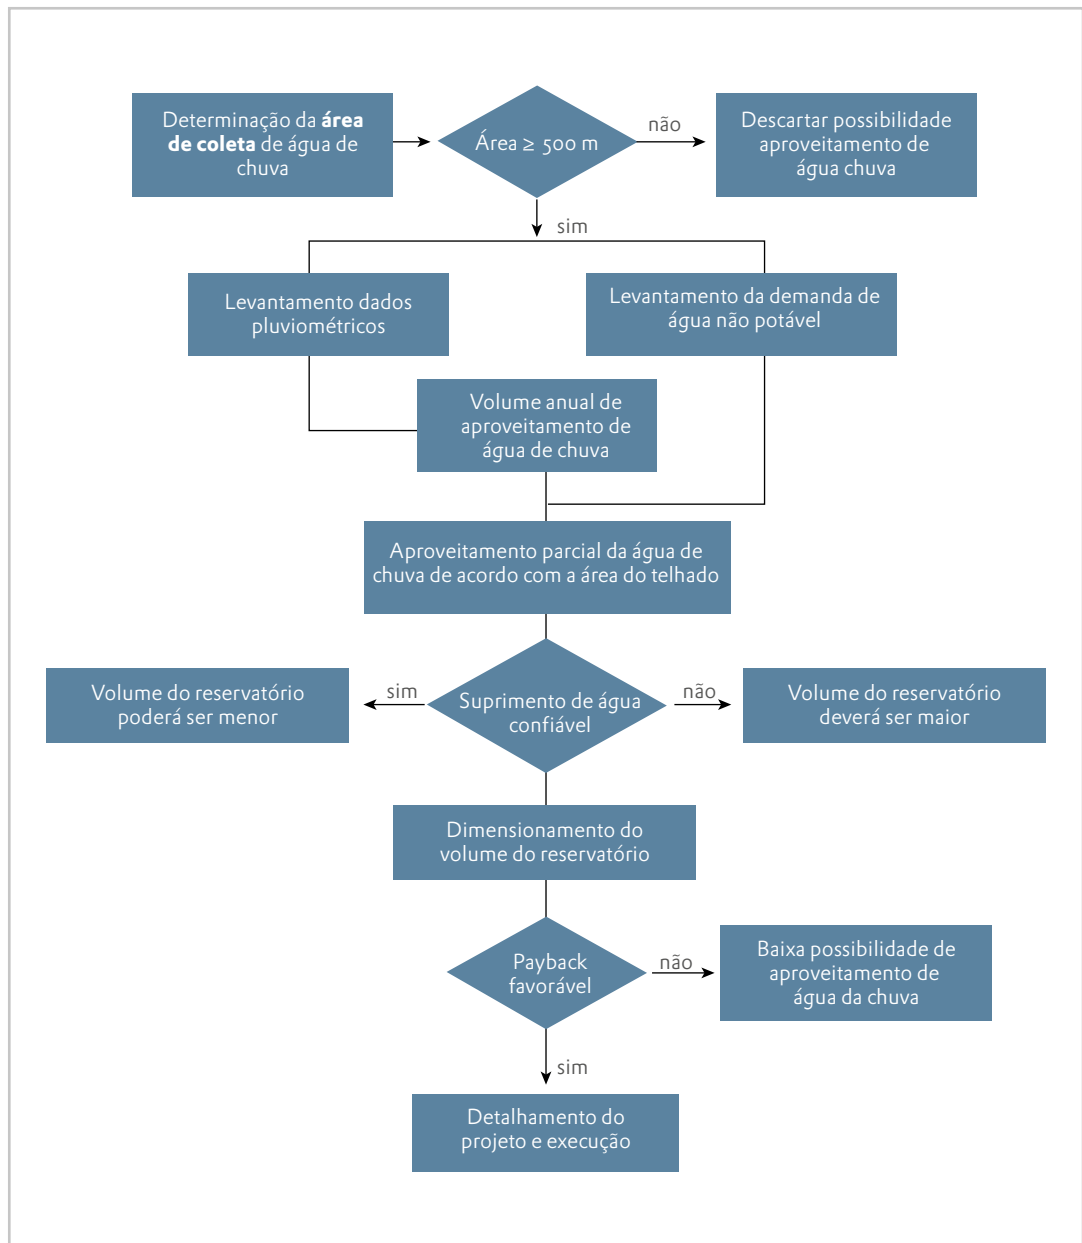 Determinação da área
de coleta de água de
chuva
Área ≥ 500 m
não
Descartar possibilidade
aproveitamento de
água chuva
sim
Levantamento dados
pluviométricos
Levantamento da demanda de
água não potável
Volume anual de
aproveitamento de
água de chuva
Aproveitamento parcial da água de
chuva de acordo com a área do telhado
Volume do reservatório
poderá ser menor
sim
Suprimento de água
confiável
não
Volume do reservatório
deverá ser maior
Dimensionamento do
volume do reservatório
Payback
favorável
não
Baixa possibilidade de
aproveitamento de
água da chuva
sim
Detalhamento do
projeto e execução